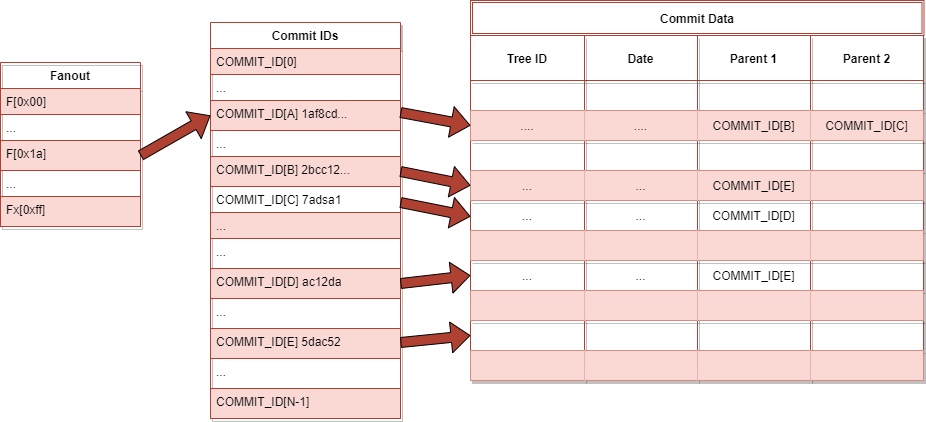 Fanout
F[0x00]
...
F[0x1a]
...
Fx[0xff]
Commit IDs
COMMIT_ID[0]
...
COMMIT_ID[A] 1af8cd...
...
COMMIT_ID[B] 2bcc12...
COMMIT_ID[C] 7adsa1
...
...
COMMIT_ID[D] ac12da
...
COMMIT_ID[E] 5dac52
...
COMMIT_ID[N-1]
Commit Data
Tree ID Date Parent 1 Parent 2
.... .... COMMIT_ID[B] COMMIT_ID[C]
... ... COMMIT_ID[E]
... ... COMMIT_ID[D]
... ... COMMIT_ID[E]